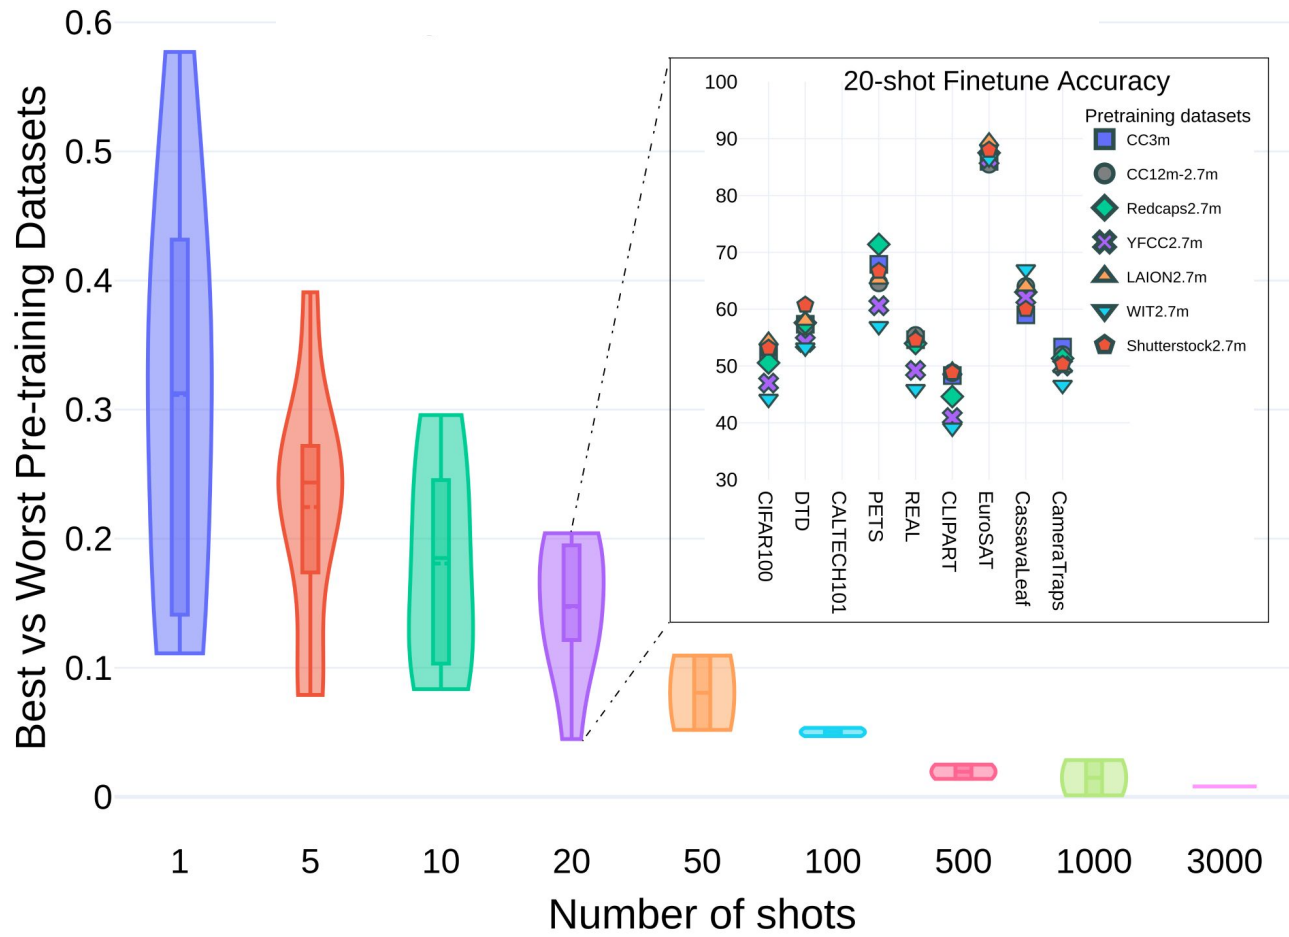 Best vs Worst Pre-training Datasets
0.6
0.5
0.4
0.3
0.2
0.1
0
1 5 10 20 50 100 500 1000 3000
Number of shots
20-shot Finetune Accuracy
100
90
80
70
60
50
40
30
CIFAR100
DTD
CALTECH101
PETS
REAL
CLIPART
EuroSAT
CassavaLeaf
CameraTraps
Pretraining datasets
CC3m
CC12m-2.7m
Redcaps2.7m
YFCC2.7m
LAION2.7m
WIT2.7m
Shutterstock2.7m